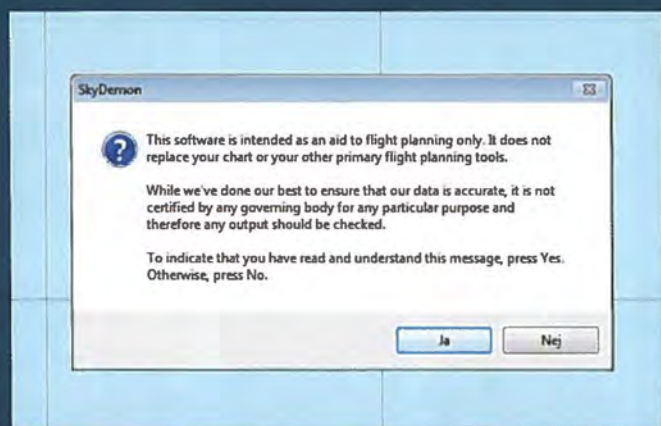 SkyDemon
This software is intended as an aid to flight planning only. It does not
replace your chart or your other primary flight planning tools.
While we've done our best to ensure that our data is accurate, it is not
certified by any governing body for any particular purpose and
therefore any output should be checked.
To indicate that you have read and understand this message, press Yes.
Otherwise, press No.
Ja
Nej